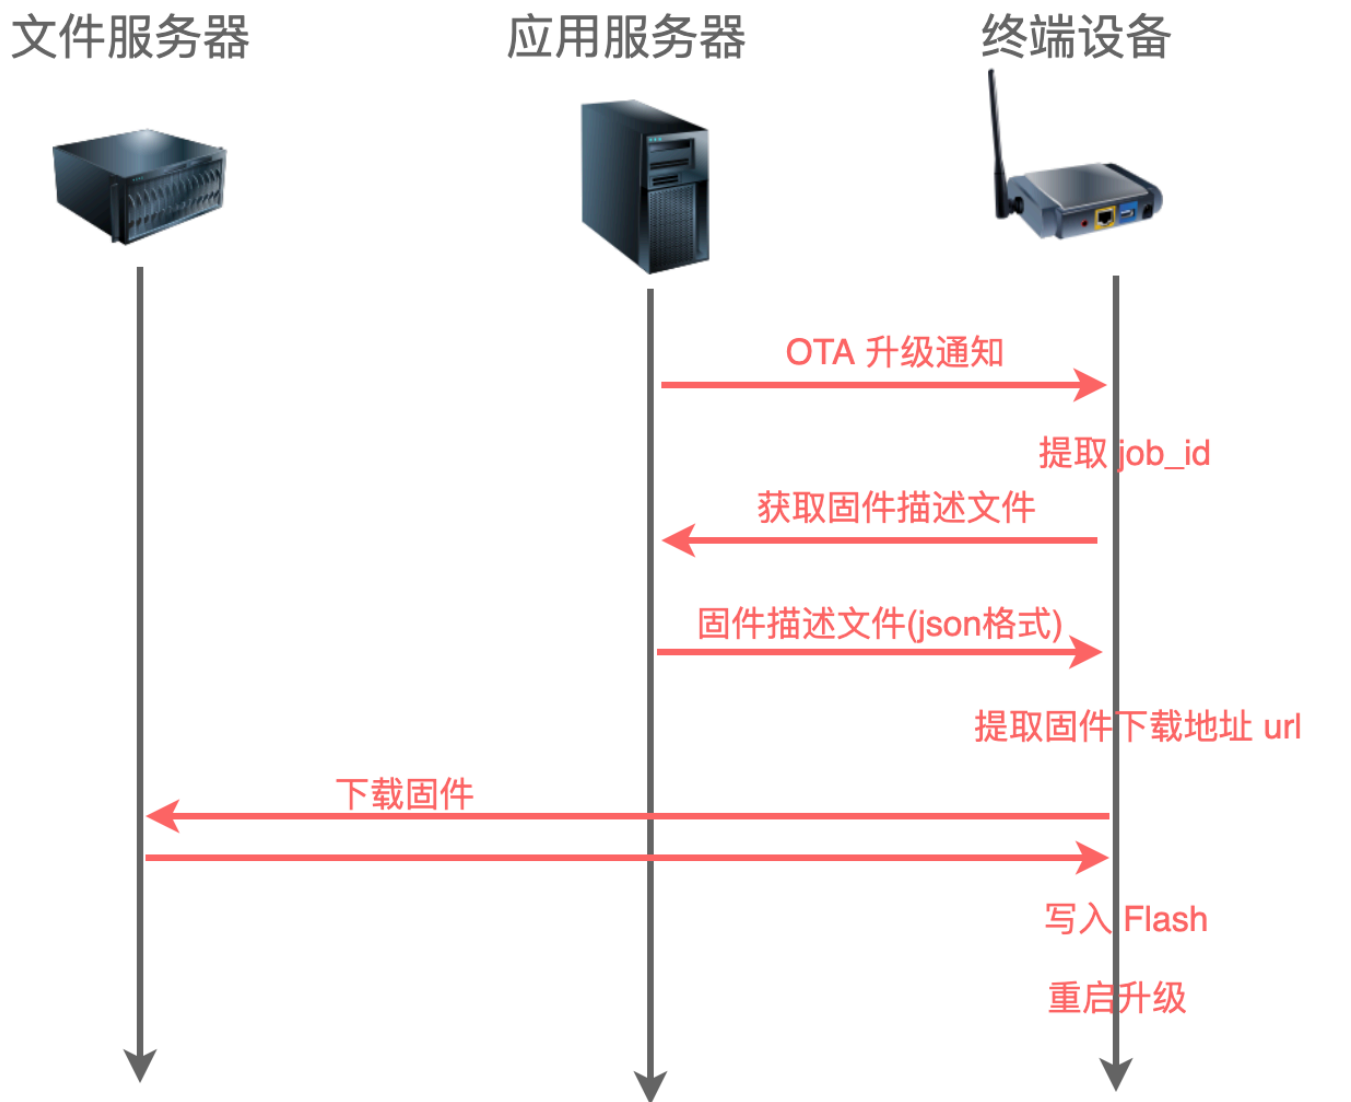 文件服务器
应用服务器
终端设备
OTA 升级通知
提取 job_id
获取固件描述文件
固件描述文件(json格式)
提取固件下载地址 url
下载固件
写入 Flash
重启升级